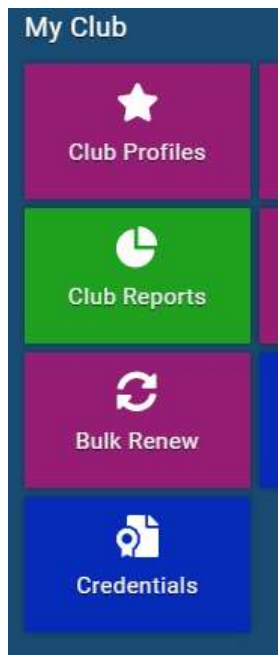 My Club
Club Profiles
Club Reports
Bulk Renew
Credentials